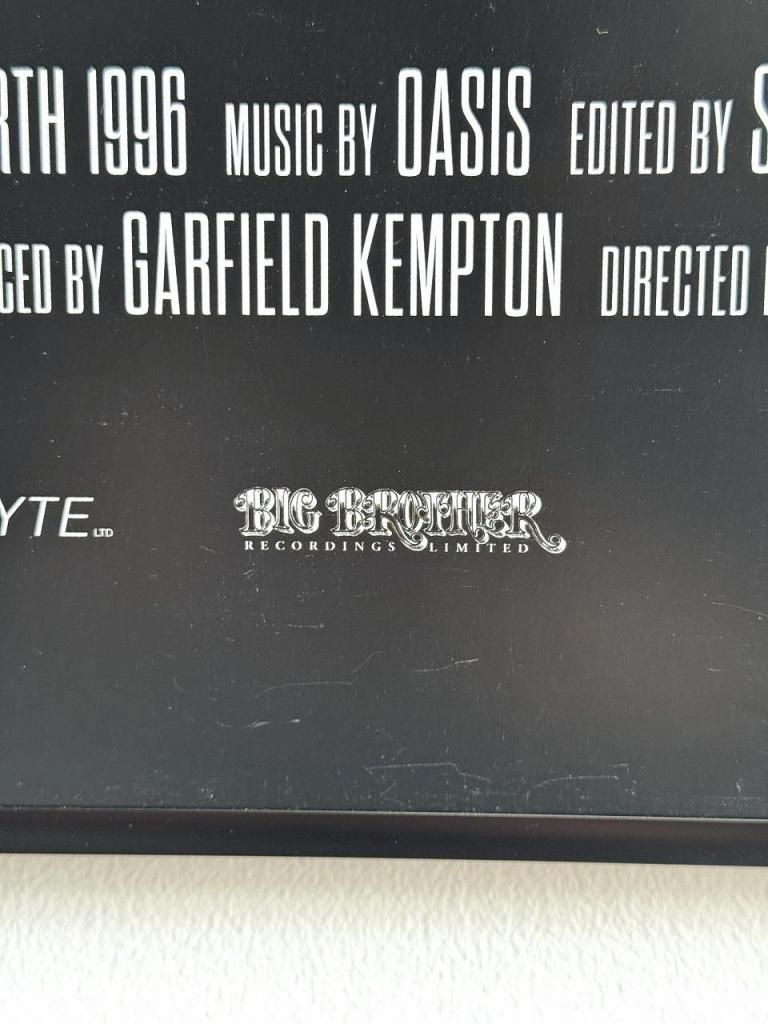 RTH 1996 MUSIC BY OASIS EDITED BY S
CED BY GARFIELD KEMPTON DIRECTED
YTE LTD
BIG BROTHER
RECORDINGS LIMITED